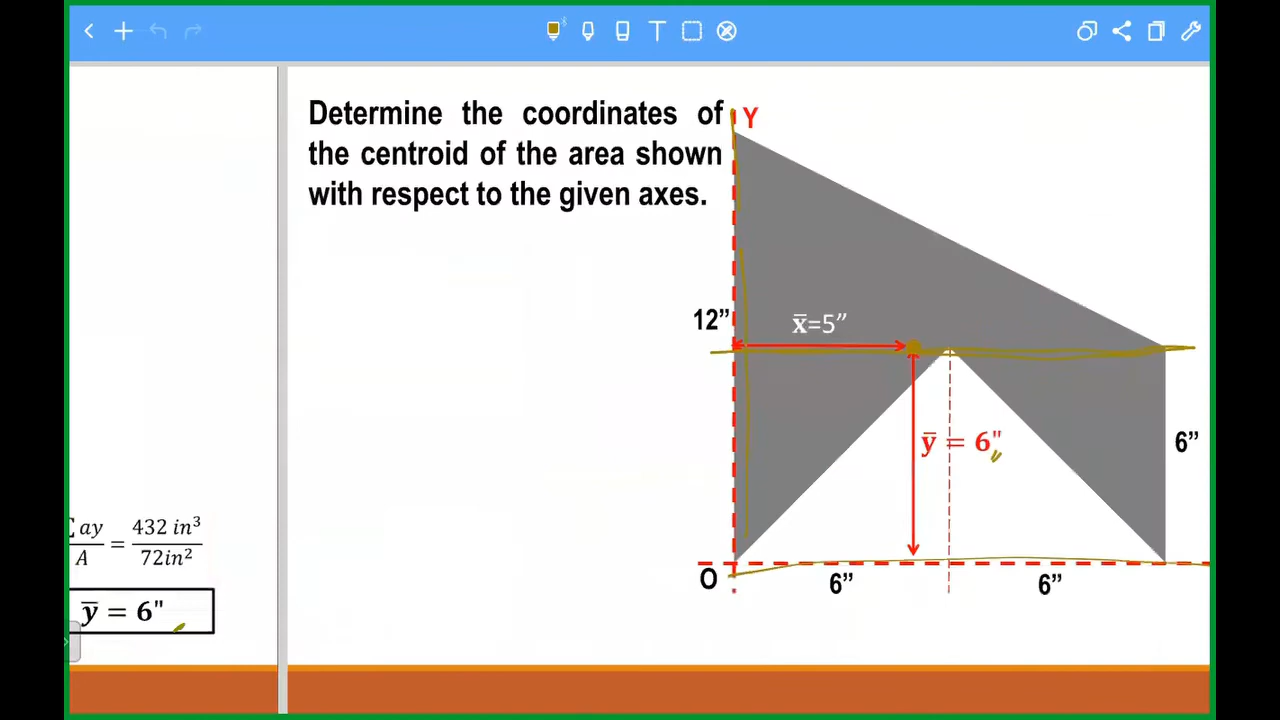 Determine the coordinates of
the centroid of the area shown
with respect to the given axes.
Y
12”
x̄=5”
ȳ = 6"
6”
O
6”
6”
∑ ay
A
=
432 in³
72in²
ȳ = 6"